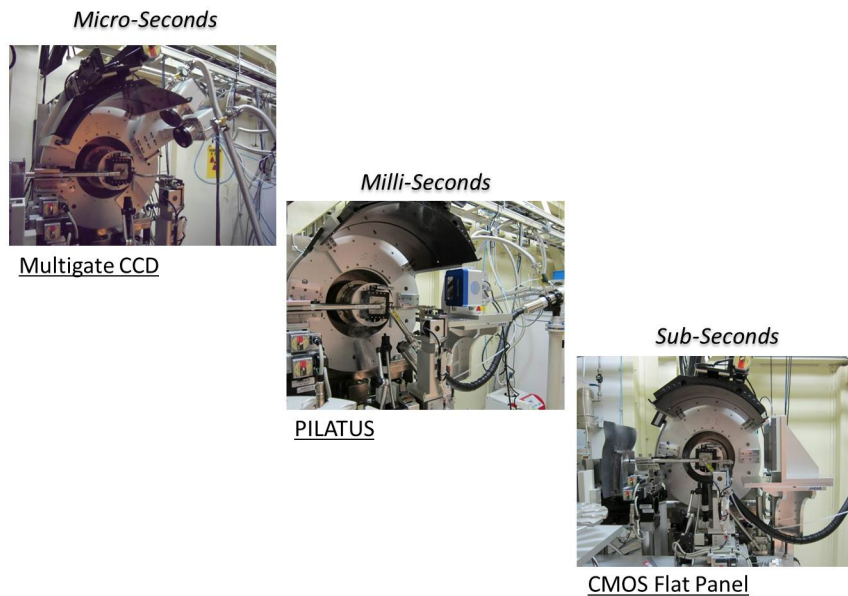 Micro-Seconds
Multigate CCD
Milli-Seconds
PILATUS
Sub-Seconds
CMOS Flat Panel